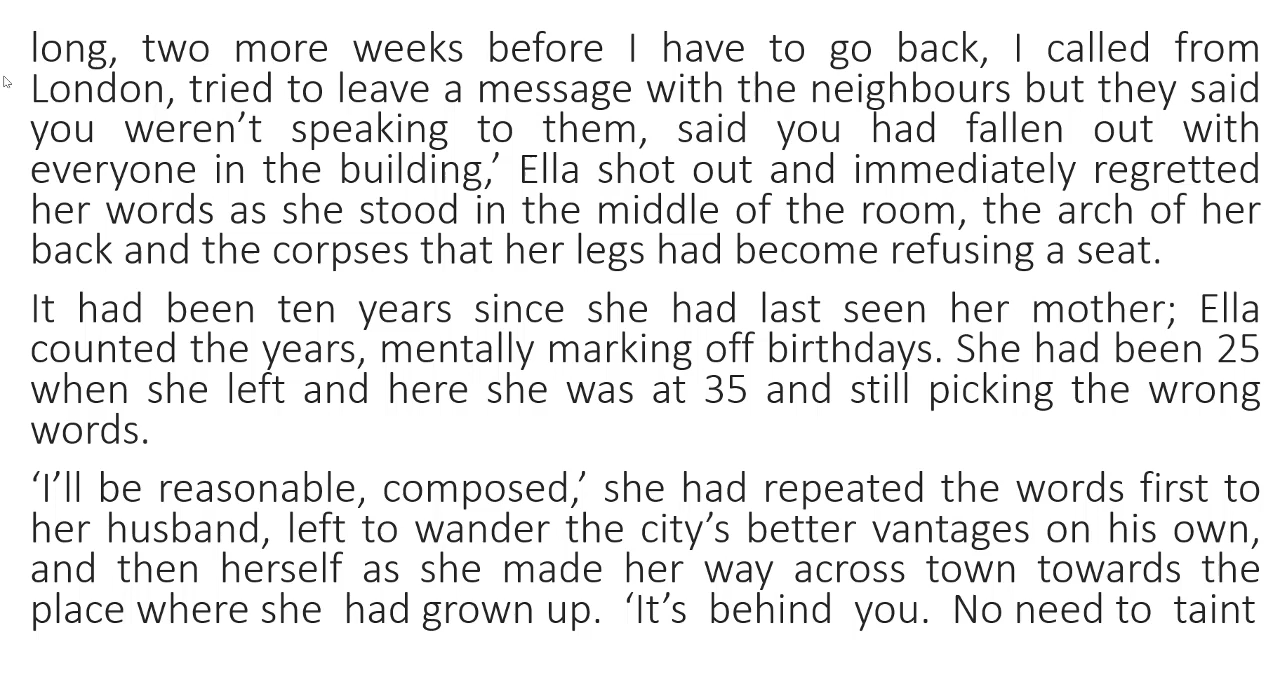 long, two more weeks before I have to go back, I called from
London, tried to leave a message with the neighbours but they said
you weren’t speaking to them, said you had fallen out with
everyone in the building,’ Ella shot out and immediately regretted
her words as she stood in the middle of the room, the arch of her
back and the corpses that her legs had become refusing a seat.
It had been ten years since she had last seen her mother; Ella
counted the years, mentally marking off birthdays. She had been 25
when she left and here she was at 35 and still picking the wrong
words.
‘I’ll be reasonable, composed,’ she had repeated the words first to
her husband, left to wander the city’s better vantages on his own,
and then herself as she made her way across town towards the
place where she had grown up. ‘It’s behind you. No need to taint